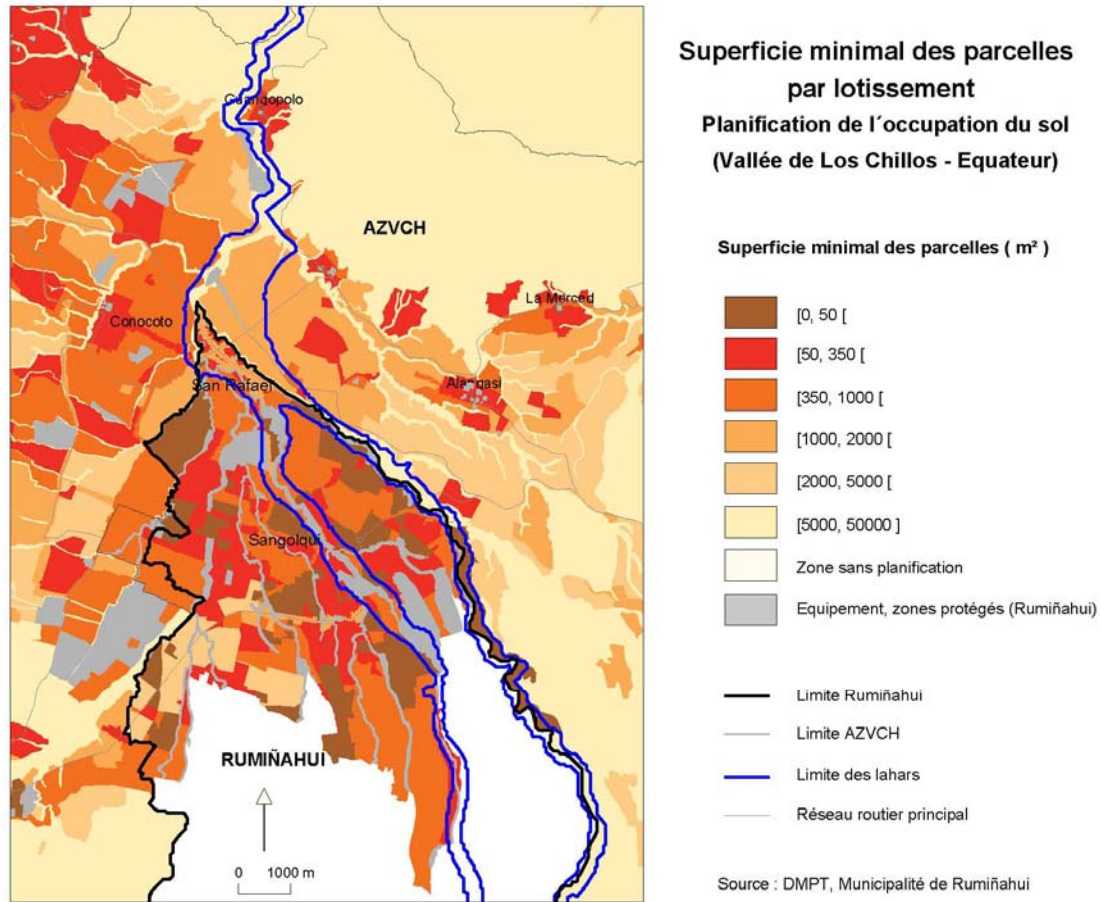 Superficie minimal des parcelles
par lotissement
Planification de l´occupation du sol
(Vallée de Los Chillos - Equateur)
Superficie minimal des parcelles ( m² )
[0, 50 [
[50, 350 [
[350, 1000 [
[1000, 2000 [
[2000, 5000 [
[5000, 50000 ]
Zone sans planification
Equipement, zones protégés (Rumiñahui)
Limite Rumiñahui
Limite AZVCH
Limite des lahars
Réseau routier principal
Source : DMPT, Municipalité de Rumiñahui
Guangopolo
AZVCH
La Merced
Conocoto
San Rafael
Alangasi
Sangolqui
RUMIÑAHUI
0 1000 m